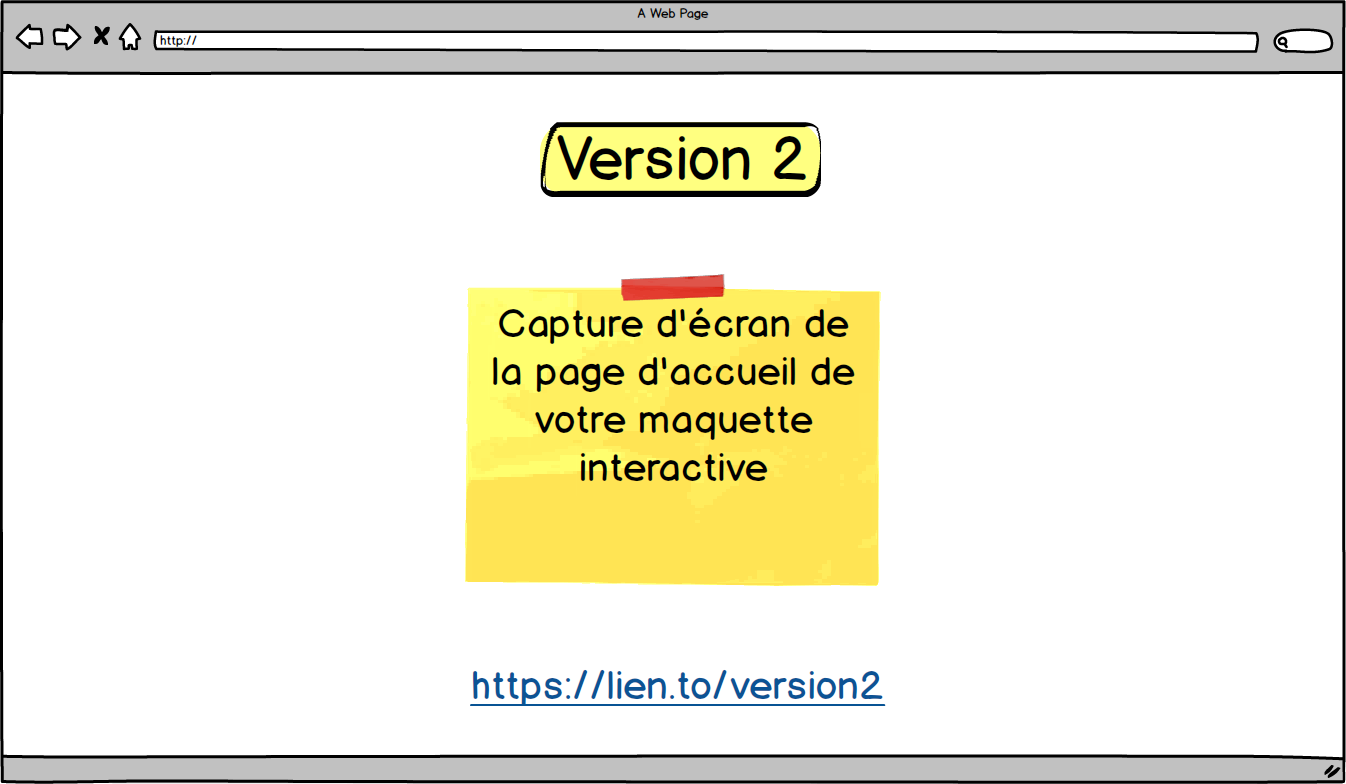 A Web Page
http://
Version 2
Capture d'écran de
la page d'accueil de
votre maquette
interactive
https://lien.to/version2